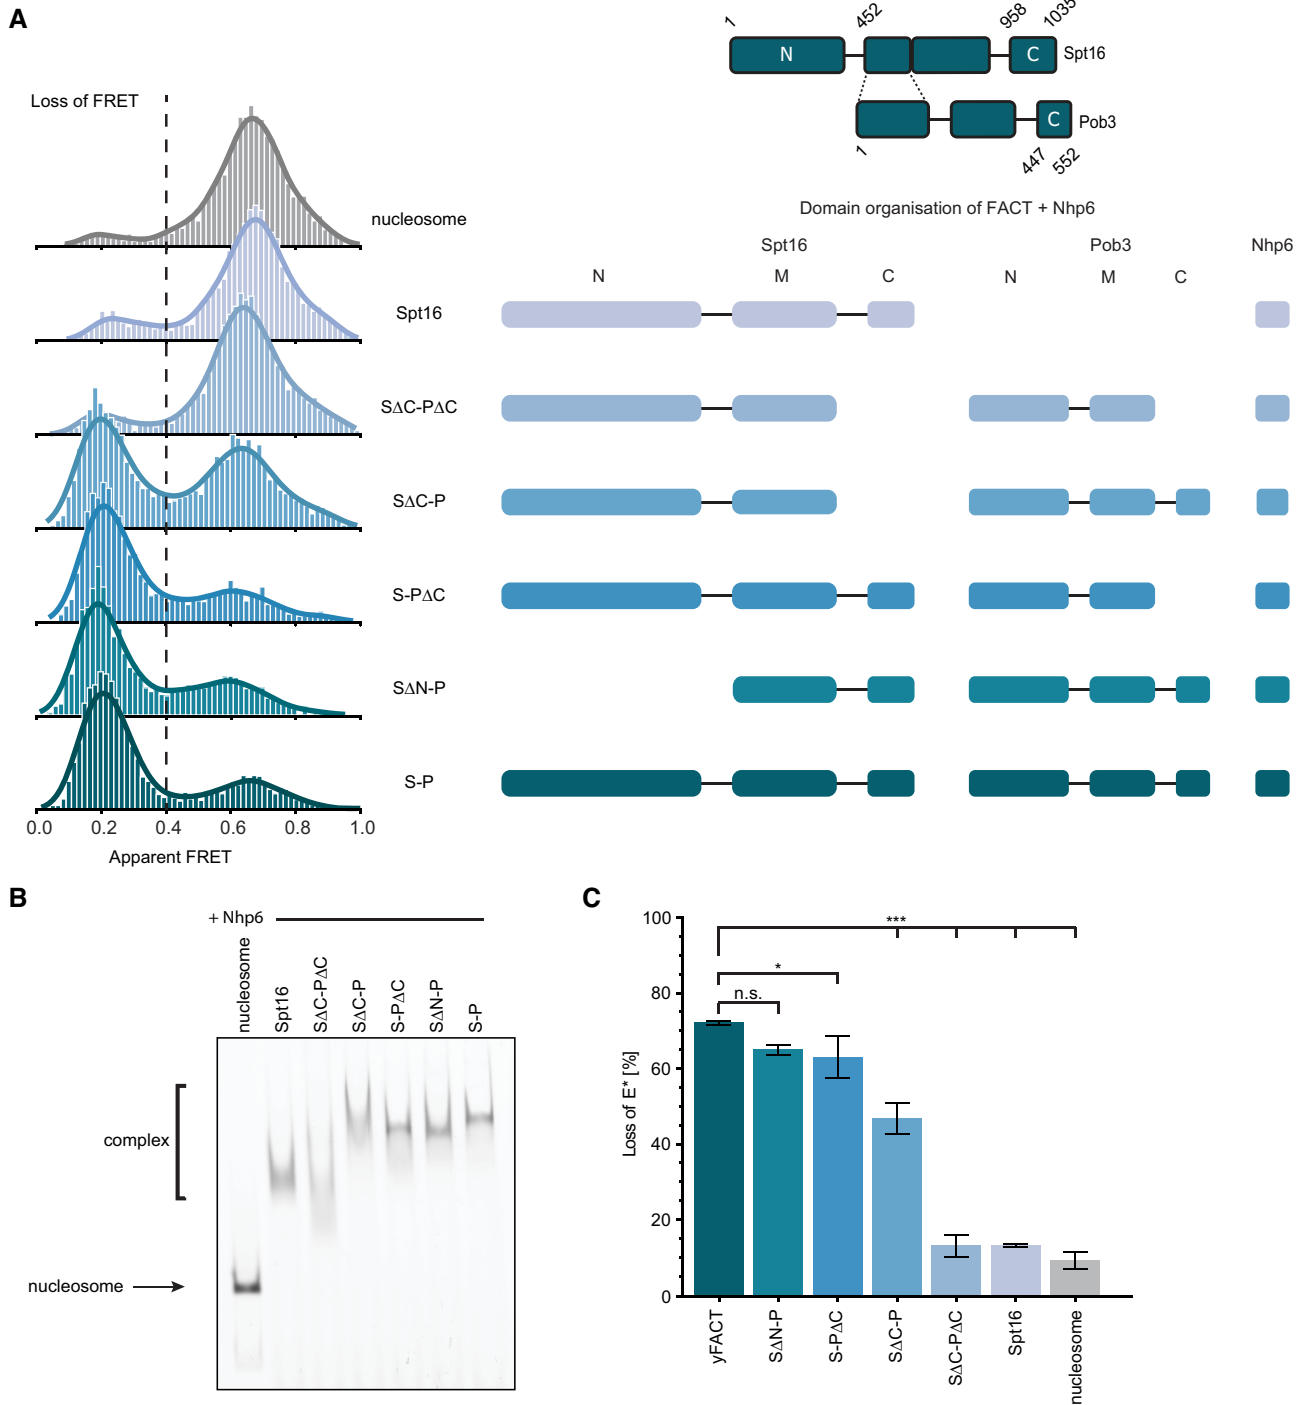 A
1
452
958
1035
N
C
Spt16
C
Pob3
1
447
552
Loss of FRET
Domain organisation of FACT + Nhp6
Spt16
Pob3
Nhp6
N
M
C
N
M
C
nucleosome
Spt16
SΔC-PΔC
SΔC-P
S-PΔC
SΔN-P
S-P
0.0
0.2
0.4
0.6
0.8
1.0
Apparent FRET
B
+ Nhp6
nucleosome
Spt16
SΔC-PΔC
SΔC-P
S-PΔC
SΔN-P
S-P
complex
nucleosome
C
100
80
60
40
20
0
Loss of E* [%]
***
*
n.s.
yFACT
SΔN-P
S-PΔC
SΔC-P
SΔC-PΔC
Spt16
nucleosome